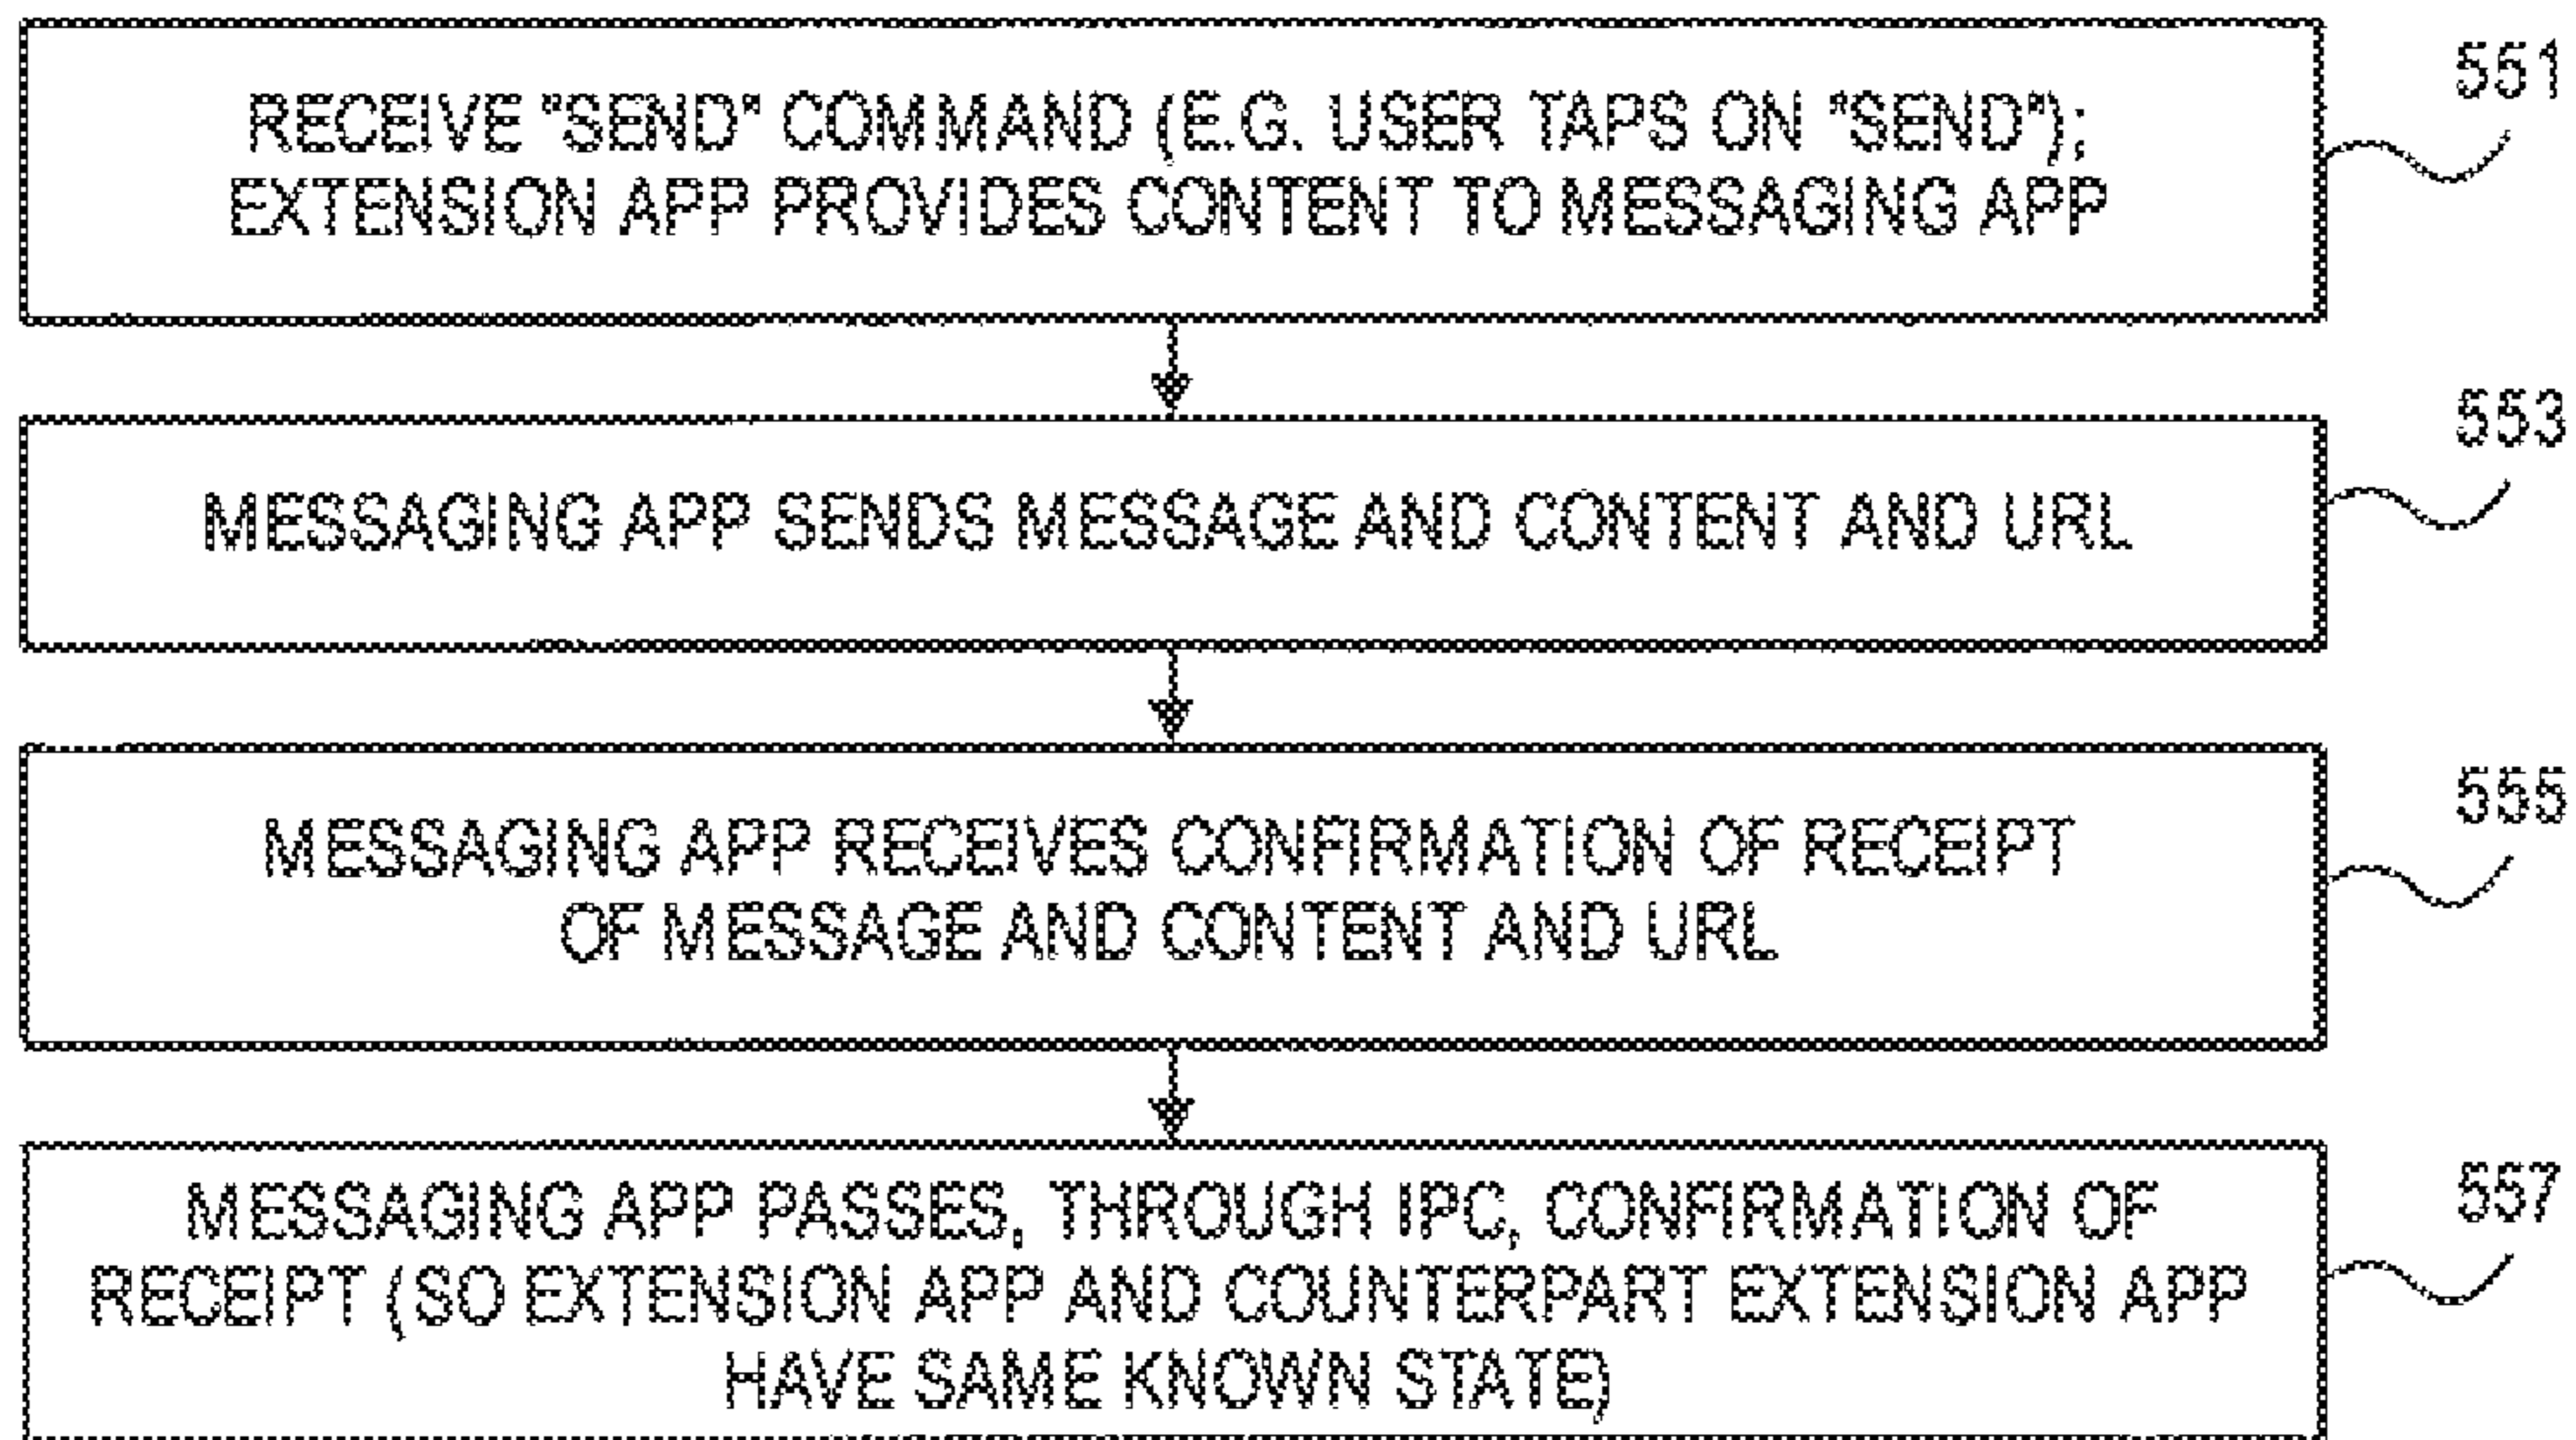 RECEIVE "SEND" COMMAND (E.G. USER TAPS ON "SEND");
EXTENSION APP PROVIDES CONTENT TO MESSAGING APP
551
MESSAGING APP SENDS MESSAGE AND CONTENT AND URL
553
MESSAGING APP RECEIVES CONFIRMATION OF RECEIPT
OF MESSAGE AND CONTENT AND URL
555
MESSAGING APP PASSES, THROUGH IPC, CONFIRMATION OF
RECEIPT (SO EXTENSION APP AND COUNTERPART EXTENSION APP
HAVE SAME KNOWN STATE)
557